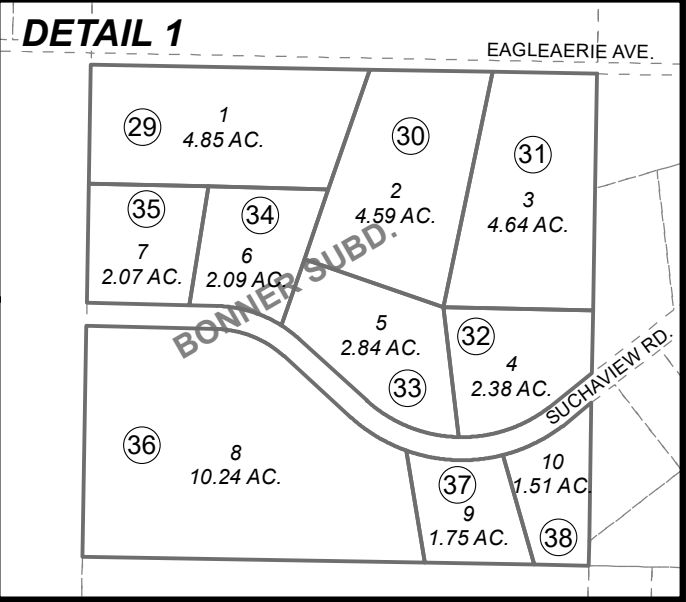 DETAIL 1
EAGLEAERIE AVE.
29
1
4.85 AC.
30
2
4.59 AC.
31
3
4.64 AC.
35
7
2.07 AC.
34
6
2.09 AC.
BONNER SUBD.
5
2.84 AC.
33
32
4
2.38 AC.
SUCHAVIEW RD.
36
8
10.24 AC.
37
9
1.75 AC.
10
1.51 AC.
38